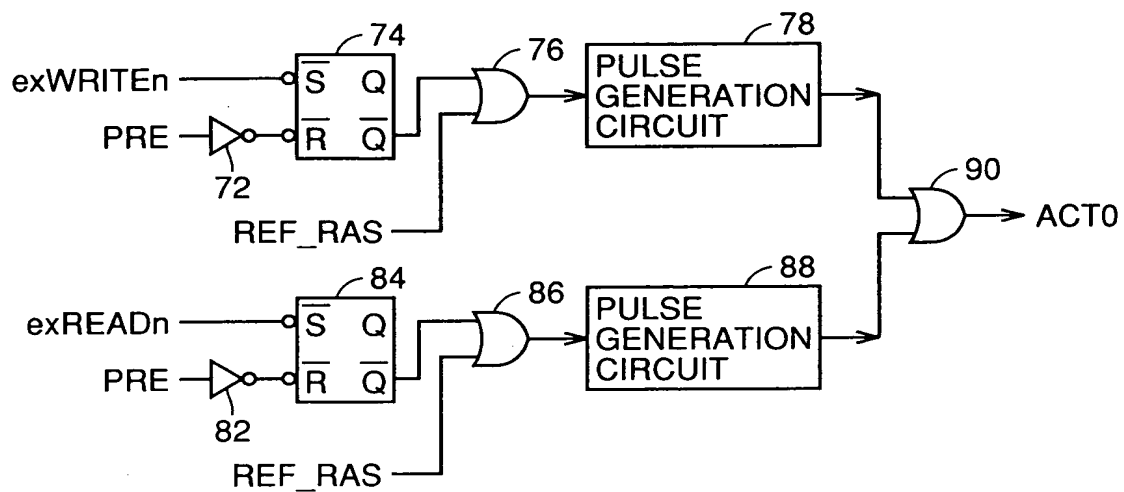 74
76
78
exWRITEn
S̅ Q
PULSE
GENERATION
CIRCUIT
PRE
R̅ Q̅
72
90
REF_RAS
ACT0
84
86
88
exREADn
S̅ Q
PULSE
GENERATION
CIRCUIT
PRE
R̅ Q̅
82
REF_RAS